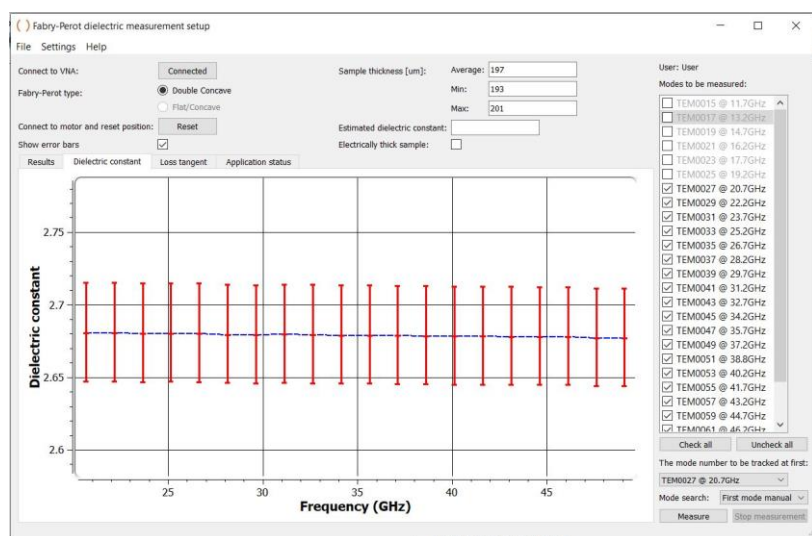 Fabry-Perot dielectric measurement setup
File Settings Help
Connect to VNA:
Connected
Fabry-Perot type:
Double Concave
Flat/Concave
Connect to motor and reset position:
Reset
Show error bars
Sample thickness [um]:
Average: 197
Min: 193
Max: 201
Estimated dielectric constant:
Electrically thick sample:
Results Dielectric constant Loss tangent Application status
Dielectric constant
2.75
2.7
2.65
2.6
25 30 35 40 45
Frequency (GHz)
User: User
Modes to be measured:
TEM0015 @ 11.7GHz
TEM0017 @ 13.2GHz
TEM0019 @ 14.7GHz
TEM0021 @ 16.2GHz
TEM0023 @ 17.7GHz
TEM0025 @ 19.2GHz
TEM0027 @ 20.7GHz
TEM0029 @ 22.2GHz
TEM0031 @ 23.7GHz
TEM0033 @ 25.2GHz
TEM0035 @ 26.7GHz
TEM0037 @ 28.2GHz
TEM0039 @ 29.7GHz
TEM0041 @ 31.2GHz
TEM0043 @ 32.7GHz
TEM0045 @ 34.2GHz
TEM0047 @ 35.7GHz
TEM0049 @ 37.2GHz
TEM0051 @ 38.8GHz
TEM0053 @ 40.2GHz
TEM0055 @ 41.7GHz
TEM0057 @ 43.2GHz
TEM0059 @ 44.7GHz
TEM0061 @ 46.2GHz
Check all Uncheck all
The mode number to be tracked at first:
TEM0027 @ 20.7GHz
Mode search: First mode manual
Measure Stop measurement